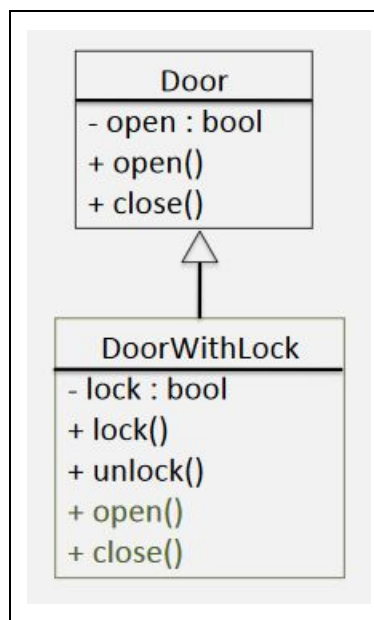 Door
- open : bool
+ open()
+ close()
DoorWithLock
- lock : bool
+ lock()
+ unlock()
+ open()
+ close()